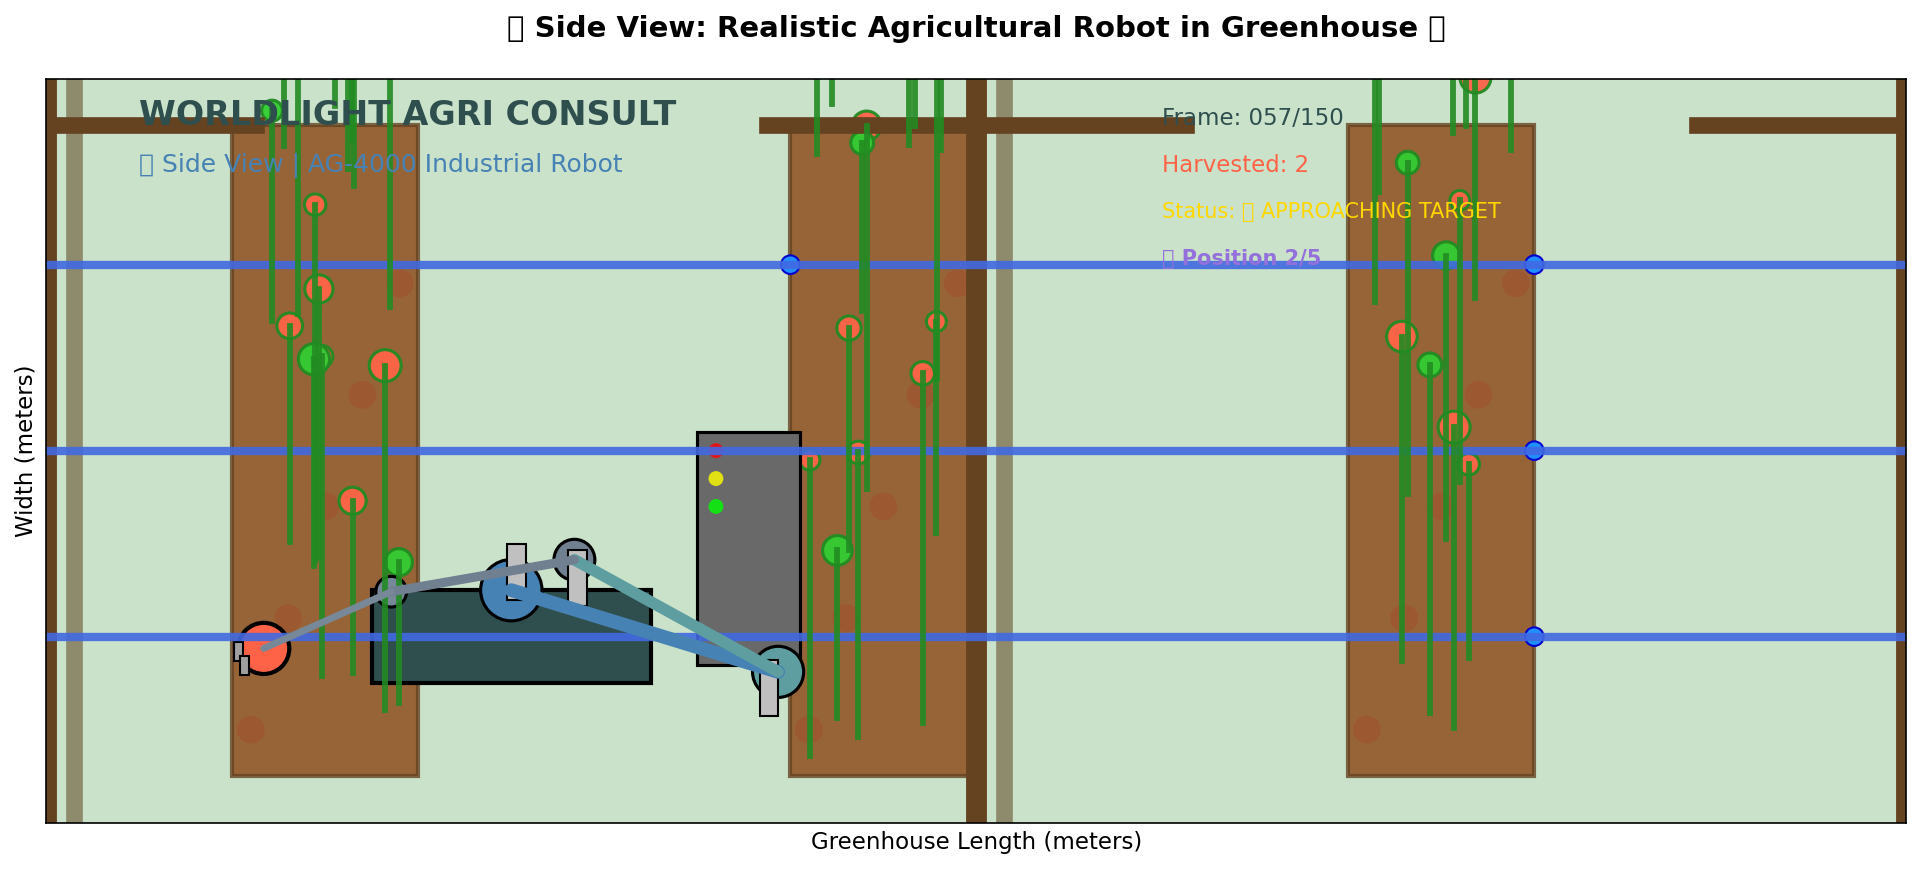 ▯ Side View: Realistic Agricultural Robot in Greenhouse ▯
WORLDLIGHT AGRI CONSULT
▯ Side View | AG-4000 Industrial Robot
Frame: 057/150
Harvested: 2
Status: ▯ APPROACHING TARGET
▯ Position 2/5
Width (meters)
Greenhouse Length (meters)